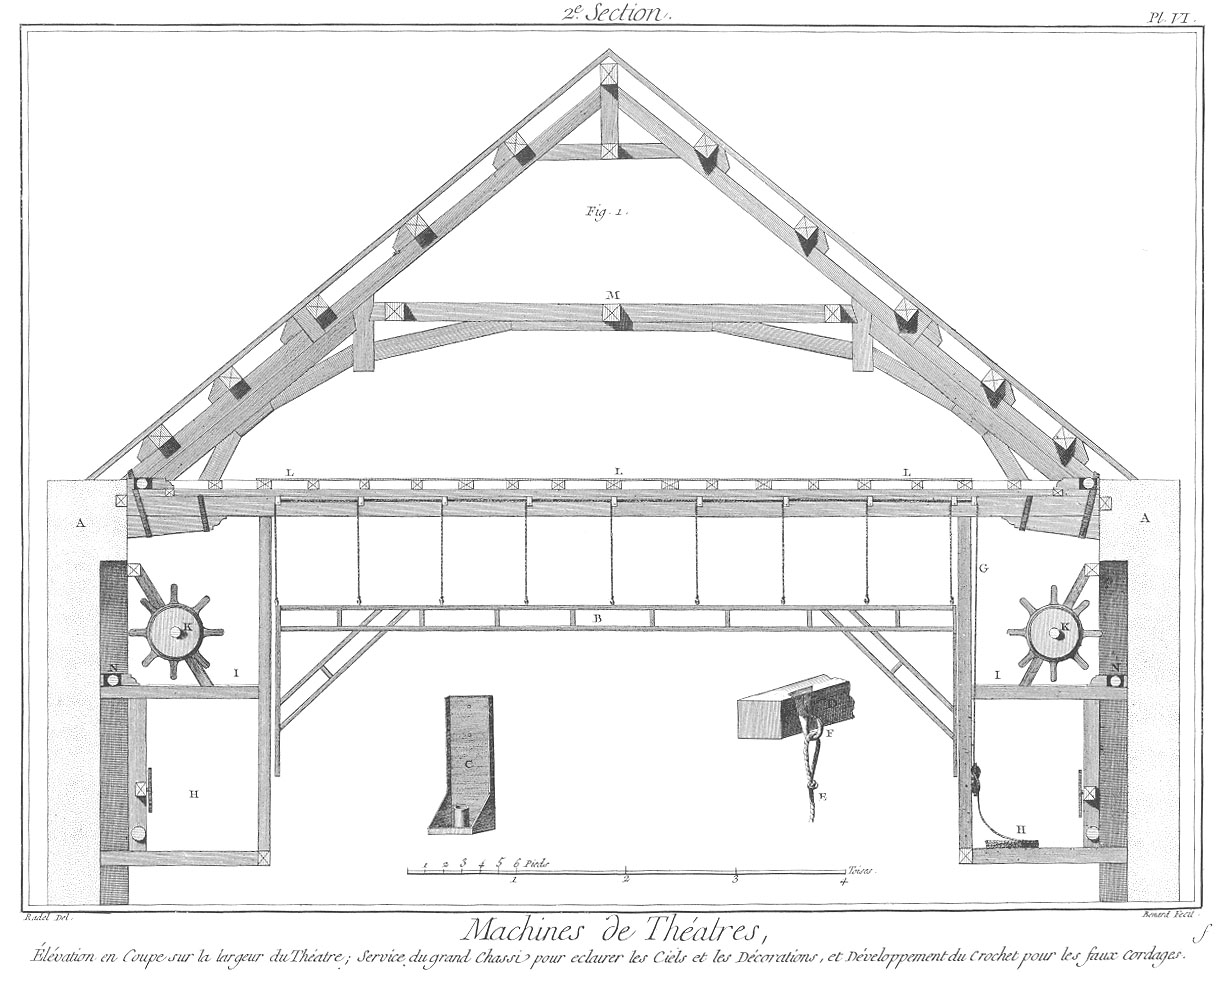 2.e Section.
Pl. VI.
Fig. 1.
M
L
L
L
A
A
G
B
K
K
N
I
I
N
D
F
C
E
H
H
1 2 3 4 5 6 Pieds
Toises.
1 2 3 4
Radel Del.
Benard Fecit.
Machines de Théatres,
f
Élévation en Coupe sur la largeur du Théatre; Service du grand Chassi pour eclairer les Ciels et les Décorations, et Développement du Crochet pour les faux Cordages.